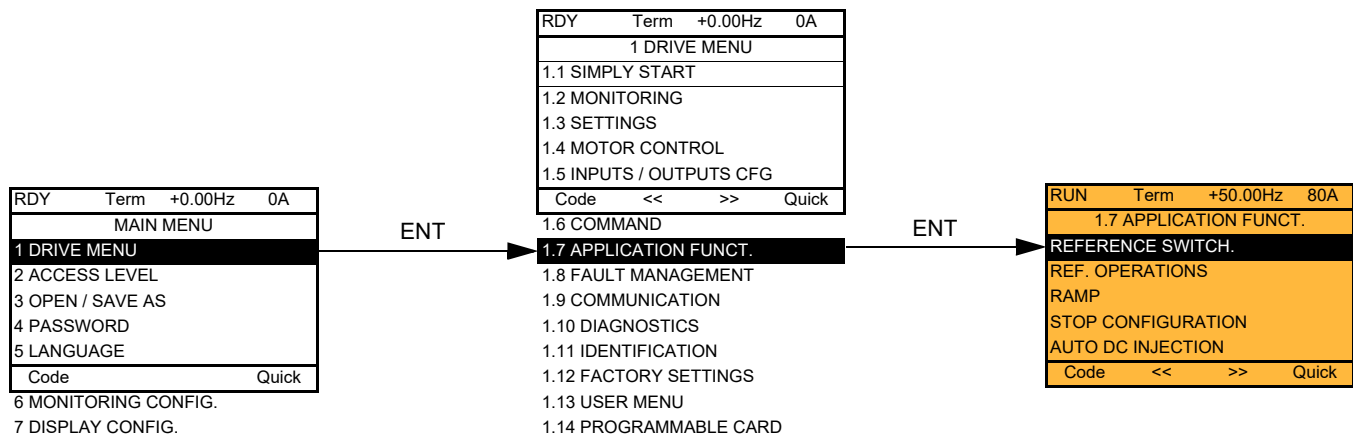 RDY Term +0.00Hz 0A
MAIN MENU
1 DRIVE MENU
2 ACCESS LEVEL
3 OPEN / SAVE AS
4 PASSWORD
5 LANGUAGE
Code Quick
6 MONITORING CONFIG.
7 DISPLAY CONFIG.
ENT
RDY Term +0.00Hz 0A
1 DRIVE MENU
1.1 SIMPLY START
1.2 MONITORING
1.3 SETTINGS
1.4 MOTOR CONTROL
1.5 INPUTS / OUTPUTS CFG
Code << >> Quick
1.6 COMMAND
1.7 APPLICATION FUNCT.
1.8 FAULT MANAGEMENT
1.9 COMMUNICATION
1.10 DIAGNOSTICS
1.11 IDENTIFICATION
1.12 FACTORY SETTINGS
1.13 USER MENU
1.14 PROGRAMMABLE CARD
ENT
RUN Term +50.00Hz 80A
1.7 APPLICATION FUNCT.
REFERENCE SWITCH.
REF. OPERATIONS
RAMP
STOP CONFIGURATION
AUTO DC INJECTION
Code << >> Quick